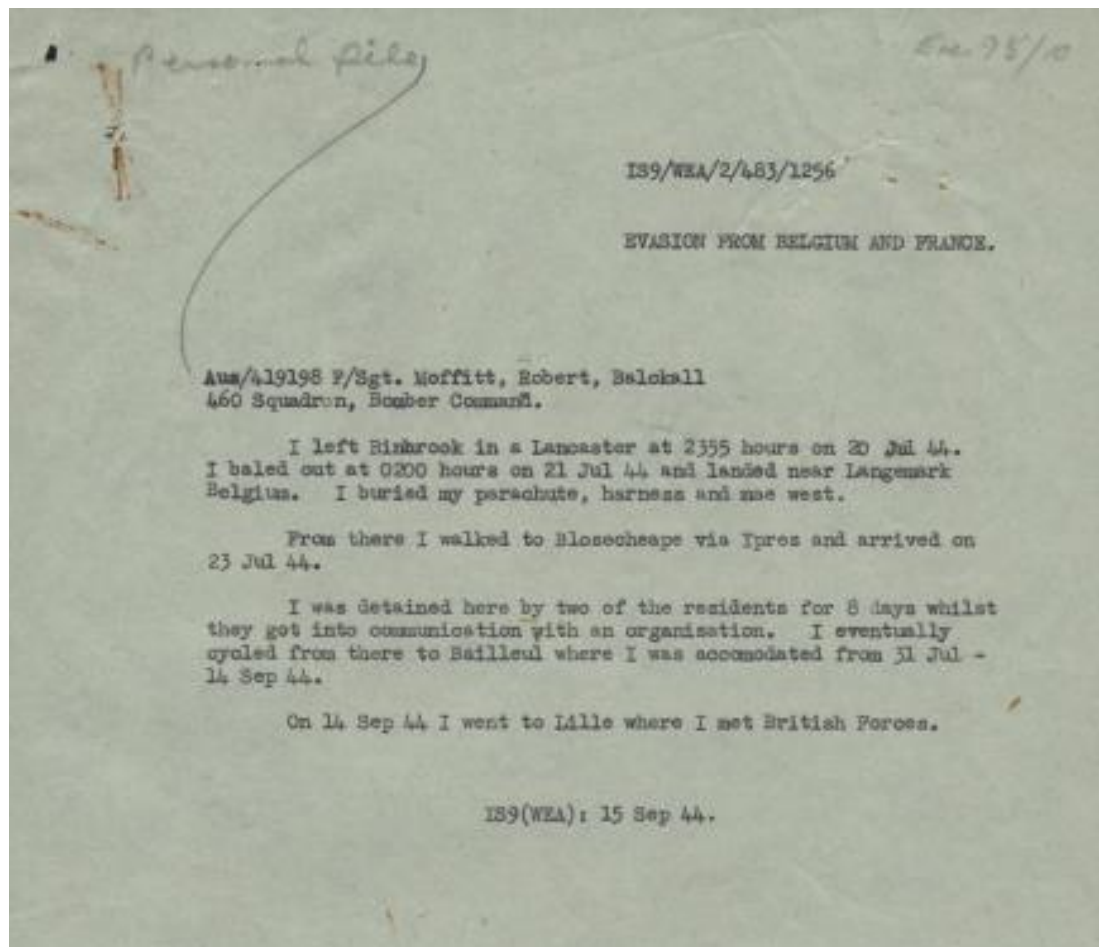 Personal file
Enc 75/10
IS9/WEA/2/483/1256
EVASION FROM BELGIUM AND FRANCE.
Aus/419198 F/Sgt. Moffitt, Robert, Balckall
460 Squadron, Bomber Command.
I left Binbrook in a Lancaster at 2355 hours on 20 Jul 44.
I baled out at 0200 hours on 21 Jul 44 and landed near Langemark
Belgium. I buried my parachute, harness and mae west.
From there I walked to Blosecheape via Ypres and arrived on
23 Jul 44.
I was detained here by two of the residents for 8 days whilst
they got into communication with an organisation. I eventually
cycled from there to Bailleul where I was accomodated from 31 Jul -
14 Sep 44.
On 14 Sep 44 I went to Lille where I met British Forces.
IS9(WEA): 15 Sep 44.